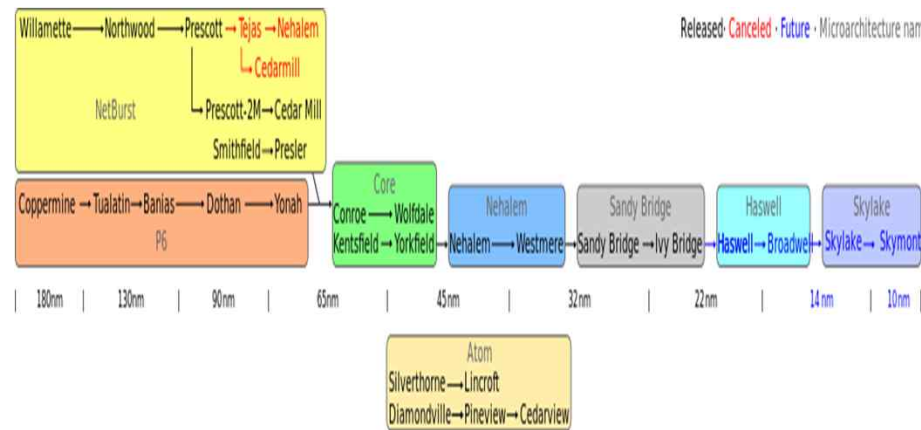 Willamette → Northwood → Prescott → Tejas → Nehalem
Released · Canceled · Future · Microarchitecture nam
Cedarmill
NetBurst
Prescott-2M → Cedar Mill
Smithfield → Presler
Coppermine → Tualatin → Banias → Dothan → Yonah
P6
Core
Conroe → Wolfdale
Kentsfield → Yorkfield
Nehalem
Nehalem → Westmere
Sandy Bridge
Sandy Bridge → Ivy Bridge
Haswell
Haswell → Broadwell
Skylake
Skylake → Skymont
| 180nm | 130nm | 90nm | 65nm | 45nm | 32nm | 22nm | 14nm | 10nm |
Atom
Silverthorne → Lincroft
Diamondville → Pineview → Cedarview